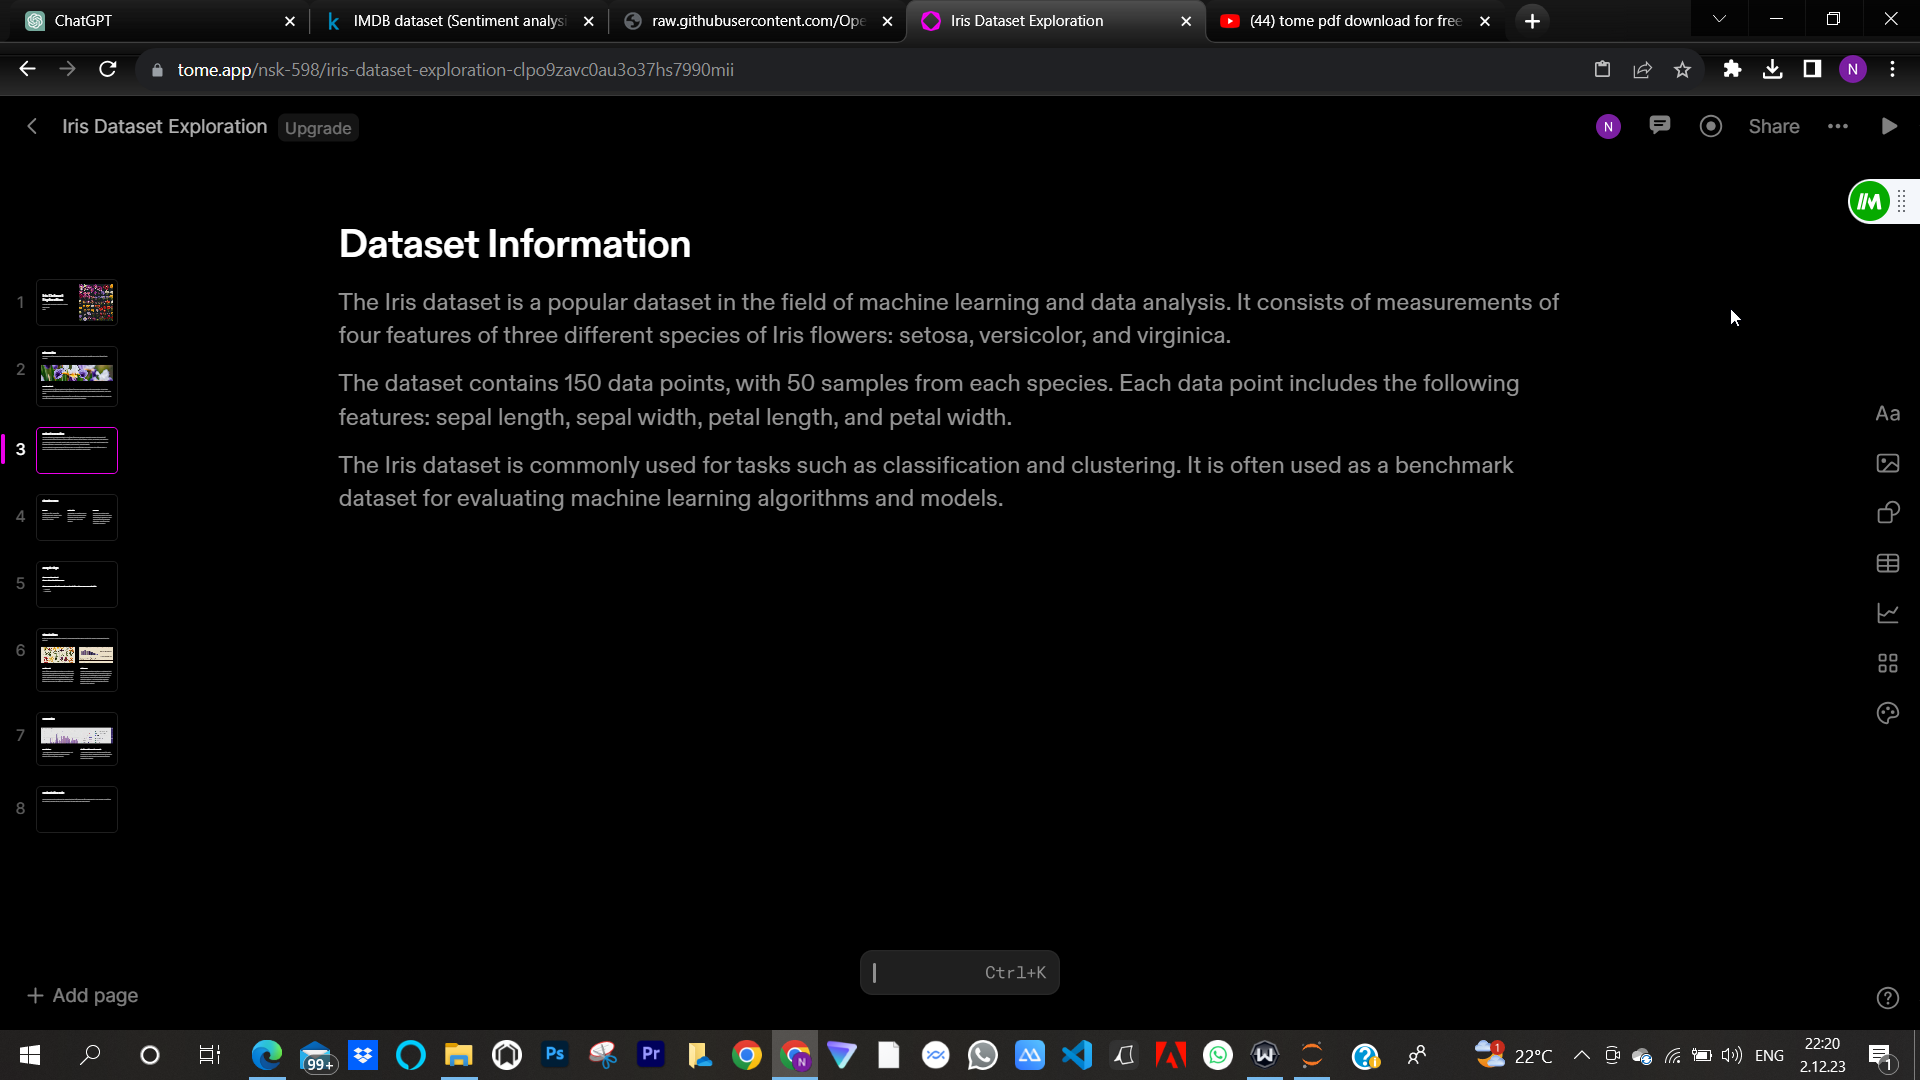 ChatGPT
IMDB dataset (Sentiment analysi
raw.githubusercontent.com/Ope
Iris Dataset Exploration
(44) tome pdf download for free
tome.app/nsk-598/iris-dataset-exploration-clpo9zavc0au3o37hs7990mii
N
Iris Dataset Exploration
Upgrade
N
Share
Dataset Information
The Iris dataset is a popular dataset in the field of machine learning and data analysis. It consists of measurements of
four features of three different species of Iris flowers: setosa, versicolor, and virginica.
The dataset contains 150 data points, with 50 samples from each species. Each data point includes the following
features: sepal length, sepal width, petal length, and petal width.
The Iris dataset is commonly used for tasks such as classification and clustering. It is often used as a benchmark
dataset for evaluating machine learning algorithms and models.
1
2
3
4
5
6
7
8
Aa
Ctrl+K
+ Add page
99+
Ps
Pr
N
1
22°C
ENG
22:20
2.12.23
1